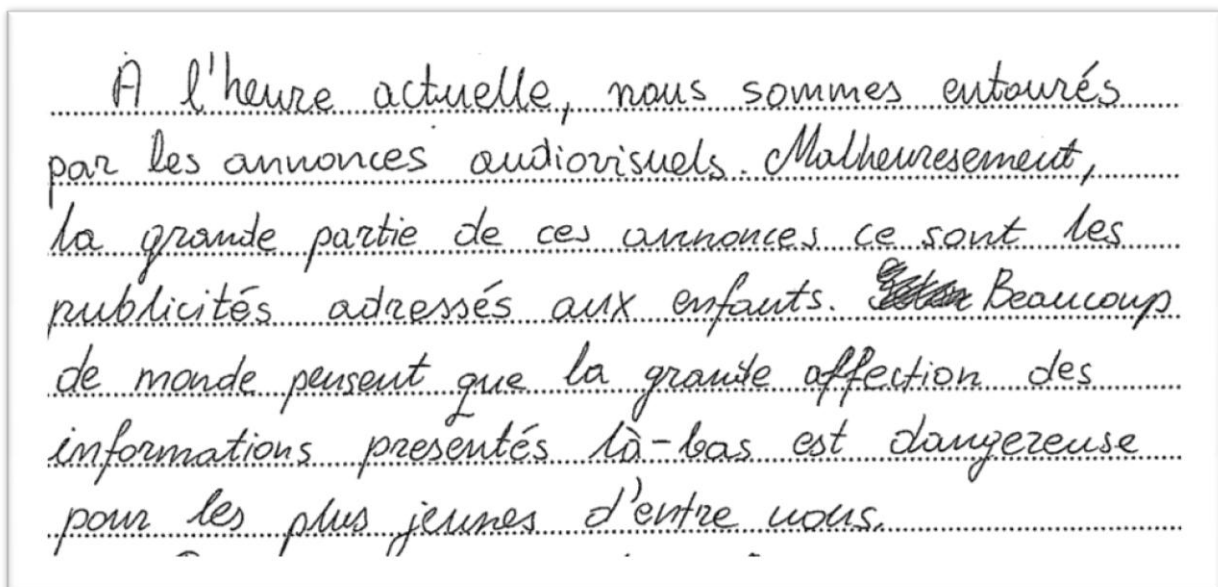 À l'heure actuelle, nous sommes entourés
par les annonces audiovisuels. Malheuresement,
la grande partie de ces annonces ce sont les
publicités adressés aux enfants. Beaucoup
de monde pensent que la grande affection des
informations presentés là-bas est dangereuse
pour les plus jeunes d'entre nous.